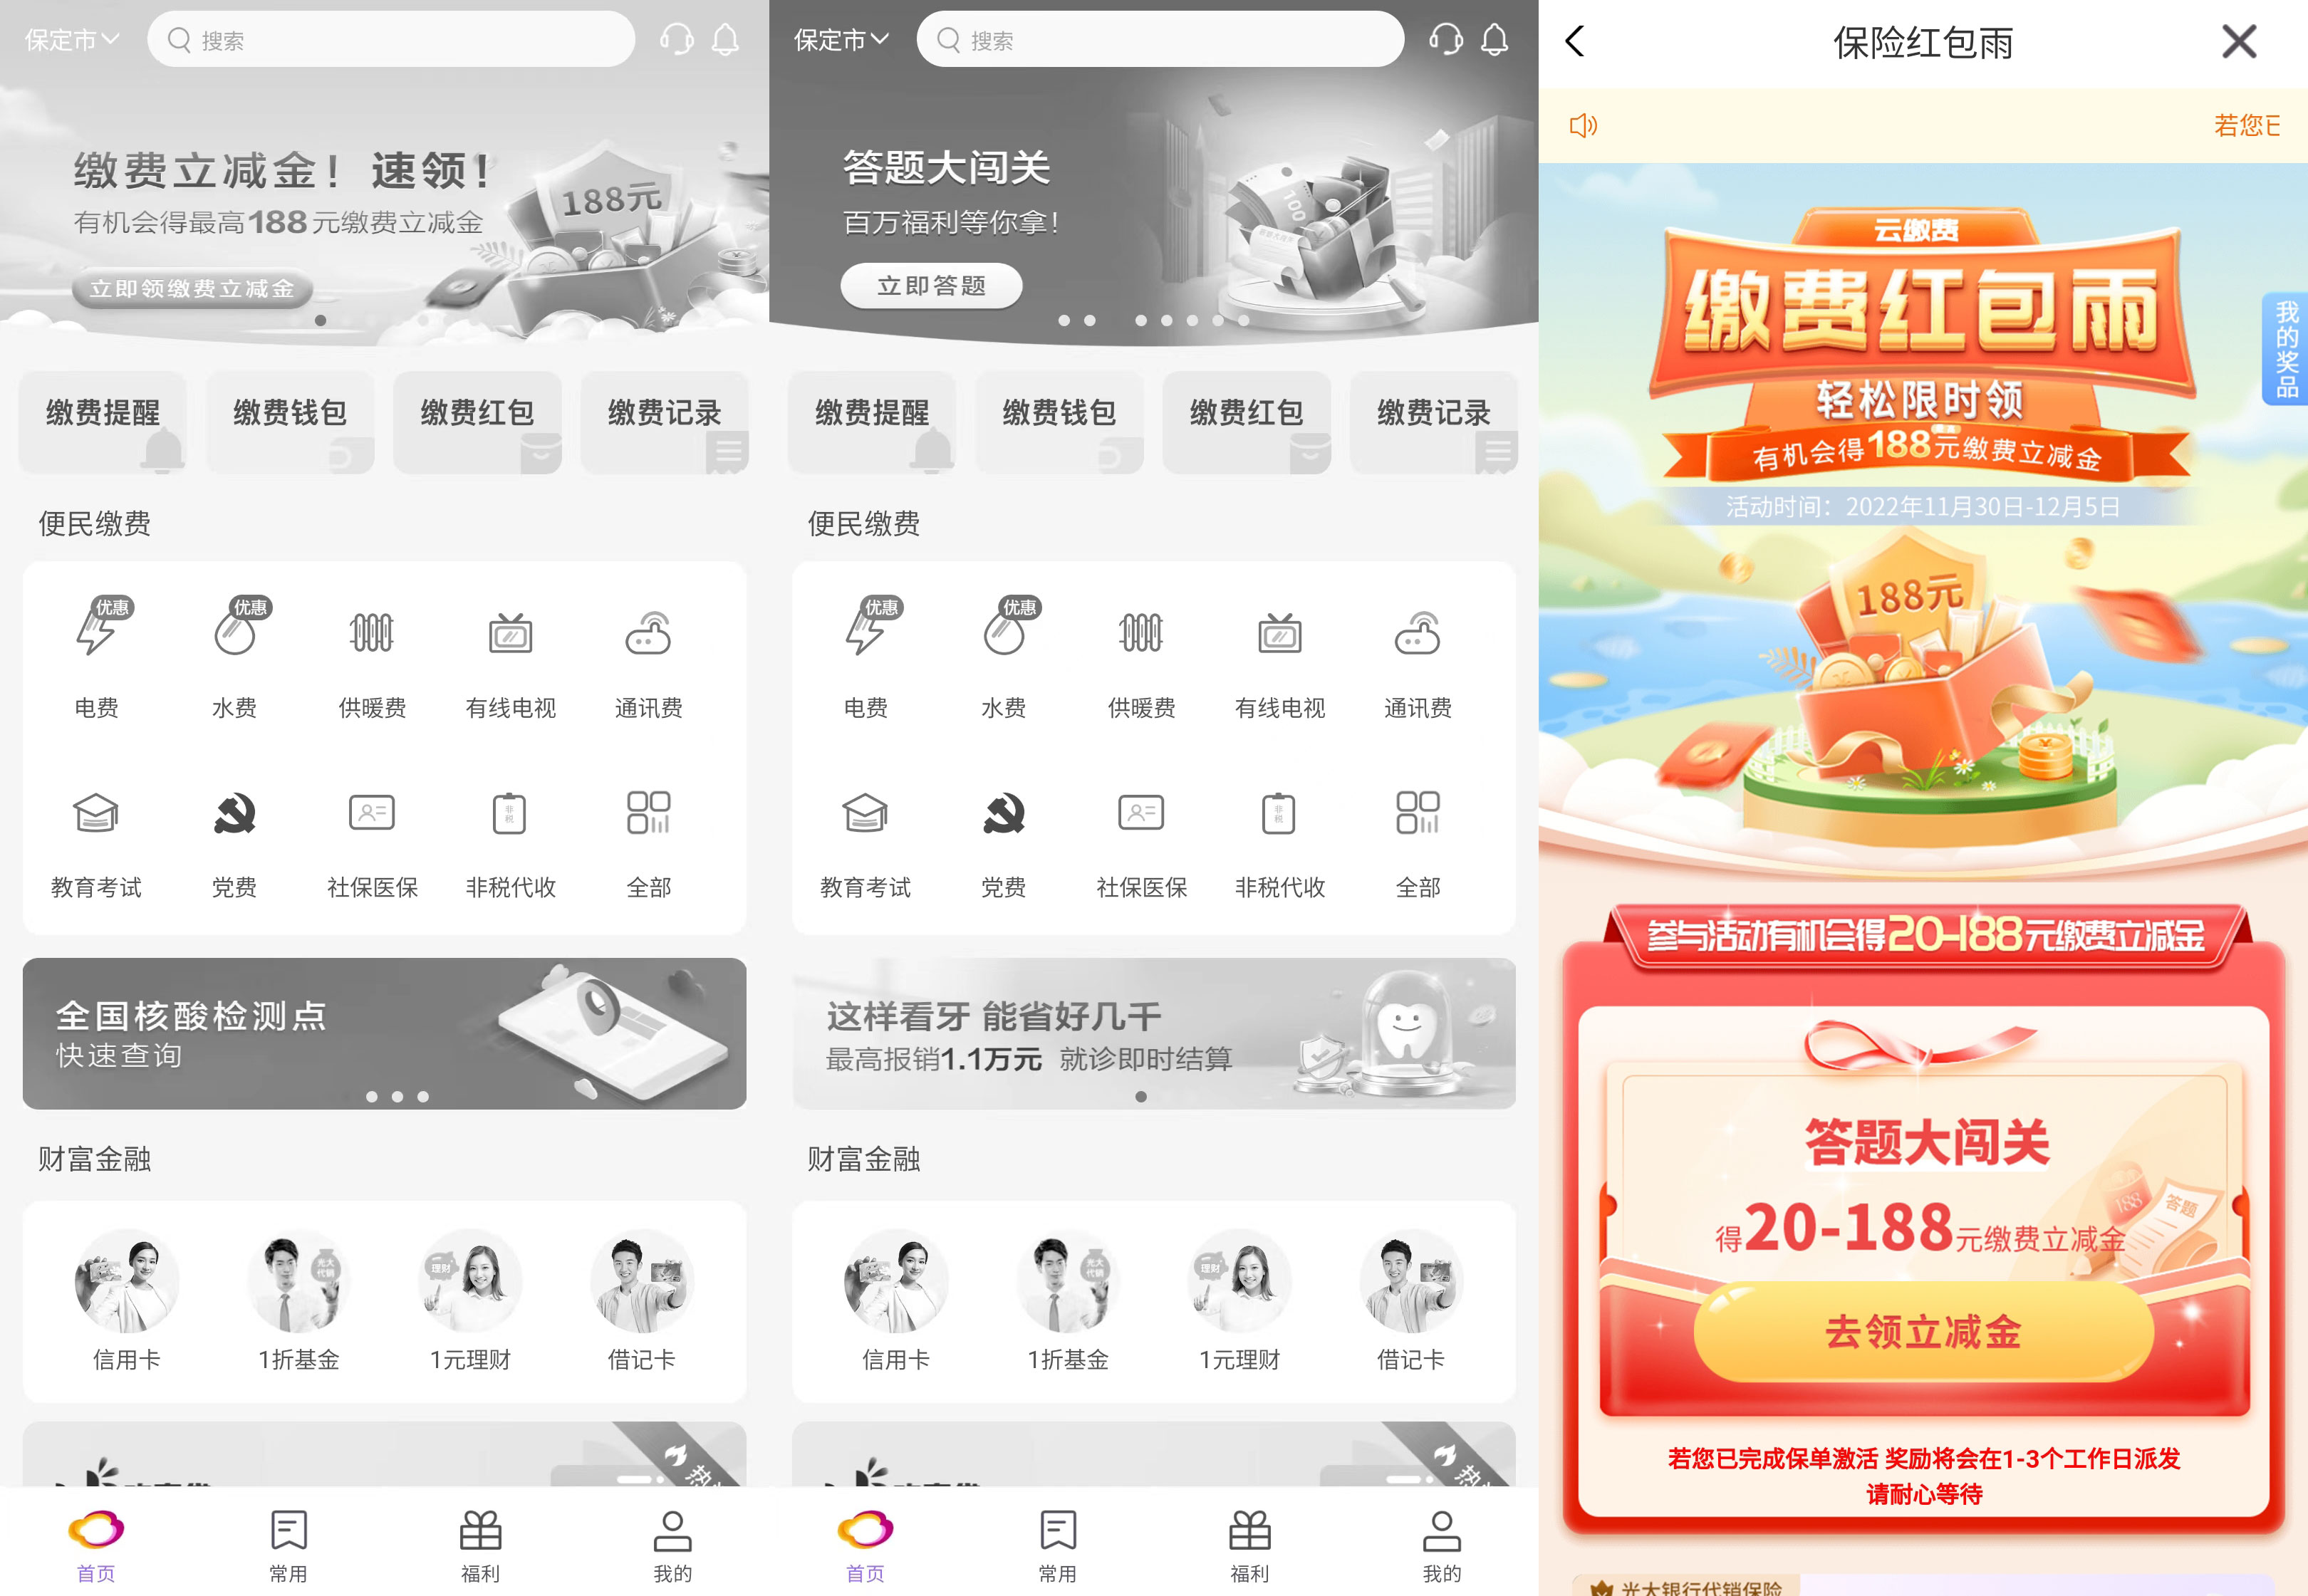 保定市
搜索
缴费立减金！速领！
188元
有机会得最高188元缴费立减金
立即领缴费立减金
缴费提醒
缴费钱包
缴费红包
缴费记录
便民缴费
优惠
优惠
电费
水费
供暖费
有线电视
通讯费
非税
教育考试
党费
社保医保
非税代收
全部
全国核酸检测点
快速查询
财富金融
光大代销
理财
信用卡
1折基金
1元理财
借记卡
首页
常用
福利
我的
保定市
搜索
答题大闯关
100
百万福利等你拿！
立即答题
缴费提醒
缴费钱包
缴费红包
缴费记录
便民缴费
优惠
优惠
电费
水费
供暖费
有线电视
通讯费
非税
教育考试
党费
社保医保
非税代收
全部
这样看牙 能省好几千
最高报销1.1万元 就诊即时结算
财富金融
光大代销
理财
信用卡
1折基金
1元理财
借记卡
首页
常用
福利
我的
保险红包雨
若您
云缴费
缴费红包雨
我的奖品
轻松限时领
有机会得188元缴费立减金
活动时间：2022年11月30日-12月5日
188元
参与活动有机会得20-188元缴费立减金
答题大闯关
188
答题
得20-188元缴费立减金
去领立减金
若您已完成保单激活 奖励将会在1-3个工作日派发
请耐心等待
光大银行代销保险